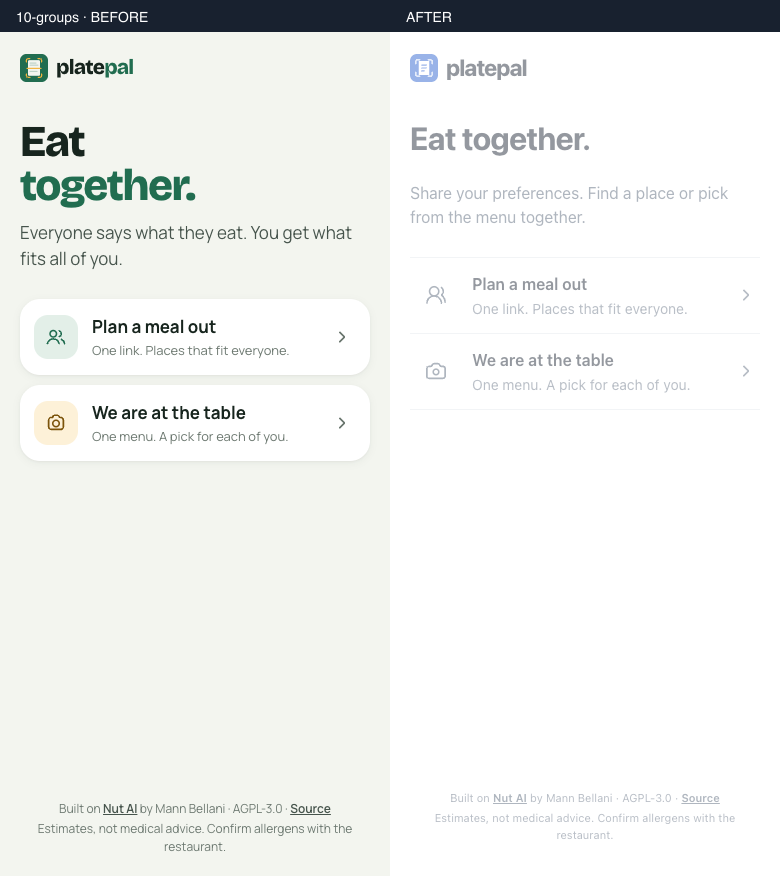 10-groups · BEFORE
AFTER
platepal
Eat
together.
Everyone says what they eat. You get what
fits all of you.
Plan a meal out
One link. Places that fit everyone.
We are at the table
One menu. A pick for each of you.
Built on Nut AI by Mann Bellani · AGPL-3.0 · Source
Estimates, not medical advice. Confirm allergens with the
restaurant.
platepal
Eat together.
Share your preferences. Find a place or pick
from the menu together.
Plan a meal out
One link. Places that fit everyone.
We are at the table
One menu. A pick for each of you.
Built on Nut AI by Mann Bellani · AGPL-3.0 · Source
Estimates, not medical advice. Confirm allergens with the
restaurant.